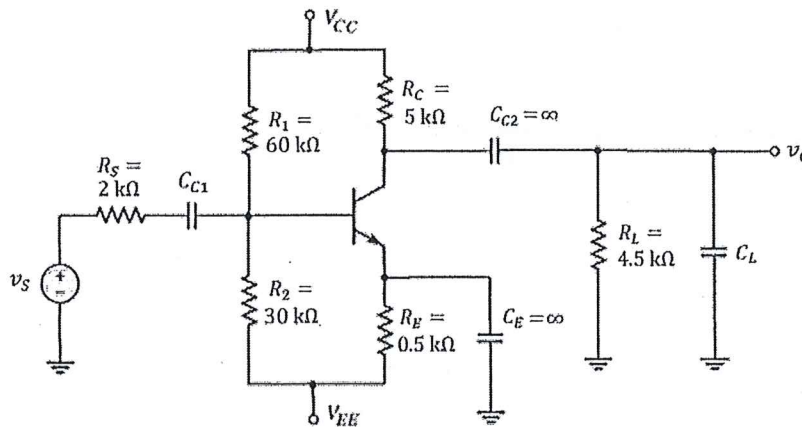 V_CC
R_C =
5 kΩ
R_1 =
60 kΩ
C_C2 = ∞
v_o
R_S =
2 kΩ
C_C1
R_L =
4.5 kΩ
C_L
v_S
+
−
R_2 =
30 kΩ
R_E =
0.5 kΩ
C_E = ∞
V_EE